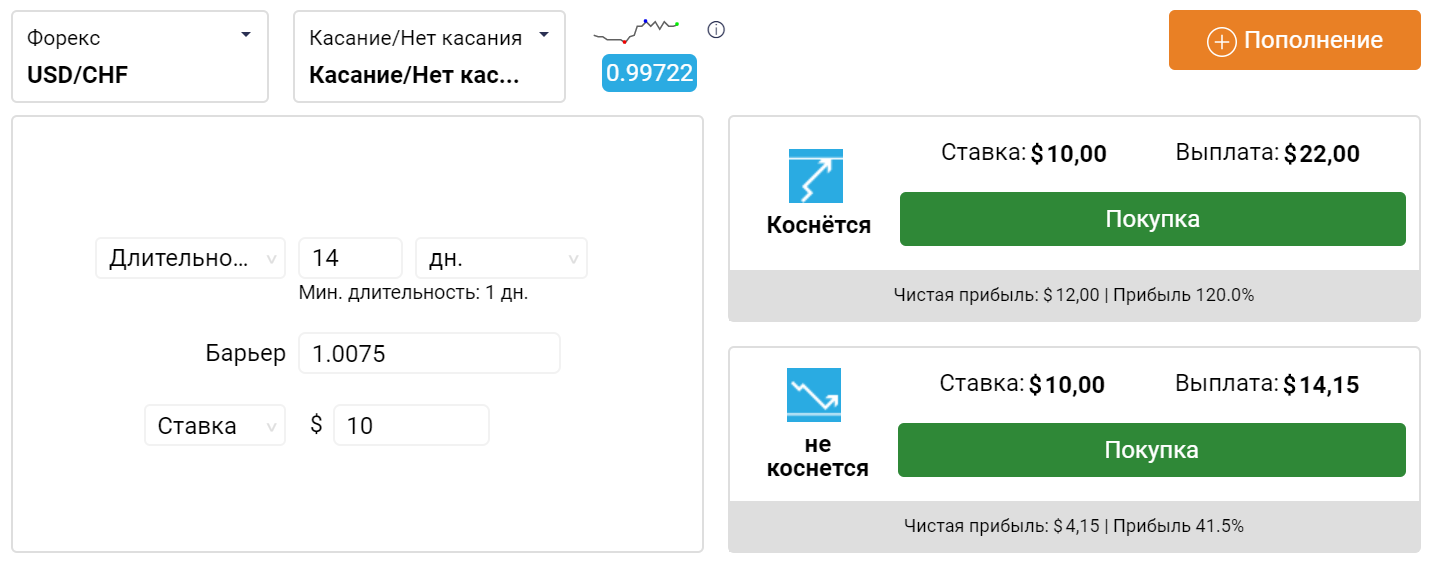 Форекс
USD/CHF
Касание/Нет касания
Касание/Нет кас...
0.99722
Пополнение
Длительно...
14
дн.
Мин. длительность: 1 дн.
Барьер
1.0075
Ставка
$
10
Ставка: $ 10,00
Выплата: $ 22,00
Коснётся
Покупка
Чистая прибыль: $ 12,00 | Прибыль 120.0%
Ставка: $ 10,00
Выплата: $ 14,15
не
коснется
Покупка
Чистая прибыль: $ 4,15 | Прибыль 41.5%